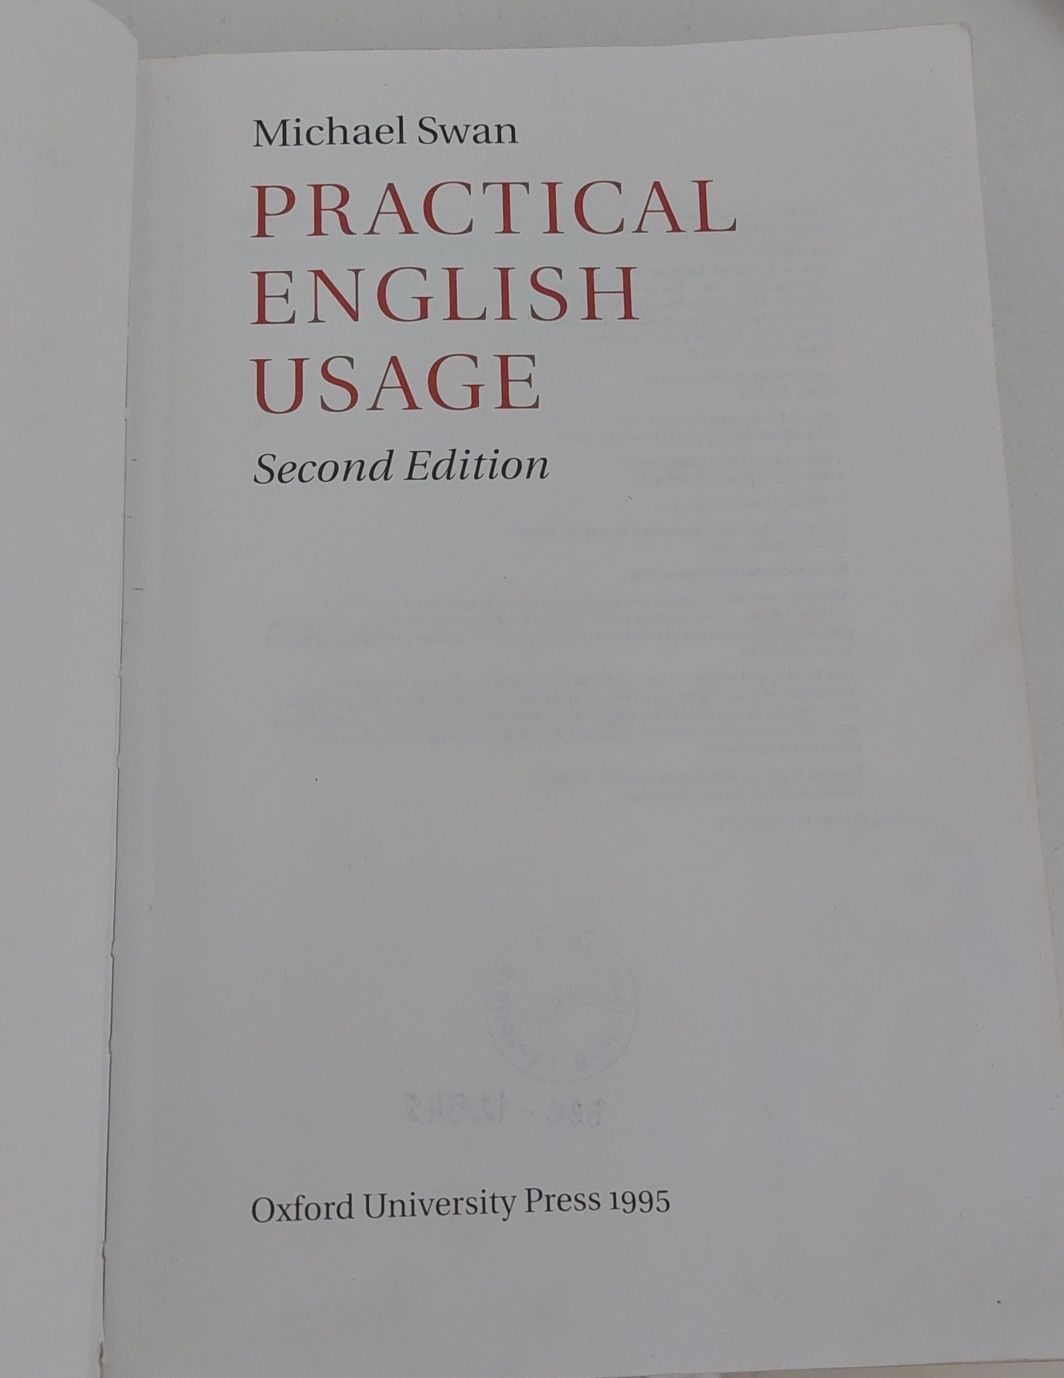 Michael Swan
PRACTICAL
ENGLISH
USAGE
Second Edition
Oxford University Press 1995